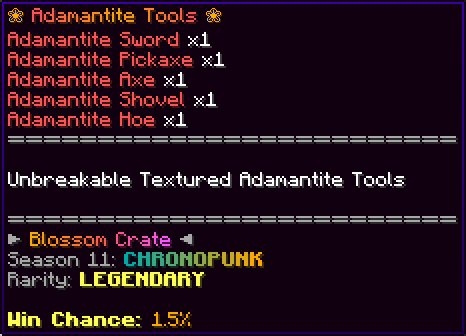 ❀ Adamantite Tools ❀
Adamantite Sword x1
Adamantite Pickaxe x1
Adamantite Axe x1
Adamantite Shovel x1
Adamantite Hoe x1
============================
Unbreakable Textured Adamantite Tools
============================
► Blossom Crate ◄
Season 11: CHRONOPUNK
Rarity: LEGENDARY
Win Chance: 1.5%